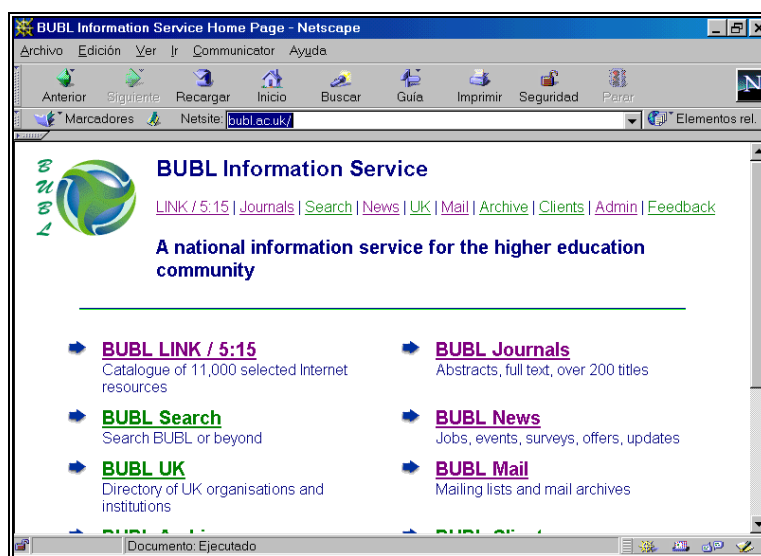 BUBL Information Service Home Page - Netscape
Archivo Edición Ver Ir Communicator Ayuda
Anterior Siguiente Recargar Inicio Buscar Guía Imprimir Seguridad Parar
N
Marcadores Netsite: bubl.ac.uk/ Elementos rel.
BUBL
BUBL Information Service
LINK / 5:15 | Journals | Search | News | UK | Mail | Archive | Clients | Admin | Feedback
A national information service for the higher education
community
BUBL LINK / 5:15
Catalogue of 11,000 selected Internet
resources
BUBL Journals
Abstracts, full text, over 200 titles
BUBL Search
Search BUBL or beyond
BUBL News
Jobs, events, surveys, offers, updates
BUBL UK
Directory of UK organisations and
institutions
BUBL Mail
Mailing lists and mail archives
Documento: Ejecutado